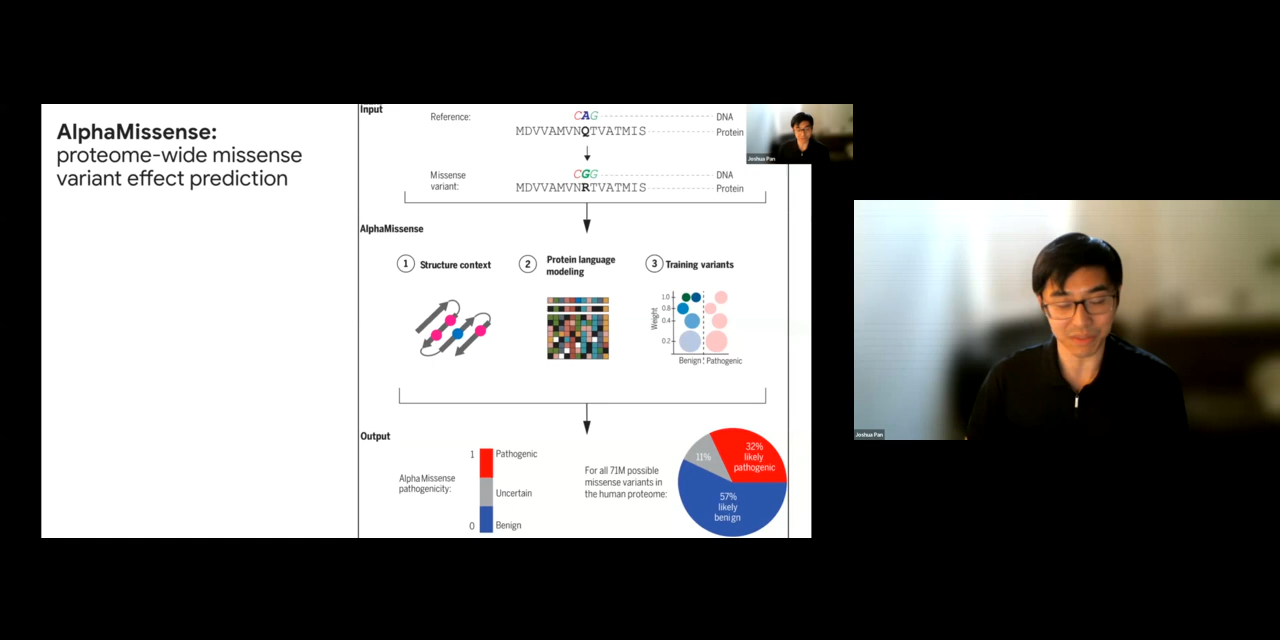 AlphaMissense:
proteome-wide missense
variant effect prediction
Input
Reference:
CAG
DNA
MDVVAMVNQTVATMIS
Protein
Missense
variant:
CGG
DNA
MDVVAMVNRTVATMIS
Protein
Joshua Pan
AlphaMissense
1 Structure context
2 Protein language
modeling
3 Training variants
Weight
1.0
0.8
0.4
0.2
Benign Pathogenic
Output
AlphaMissense
pathogenicity:
1 Pathogenic
Uncertain
0 Benign
For all 71M possible
missense variants in
the human proteome:
32%
likely
pathogenic
11%
57%
likely
benign
Joshua Pan